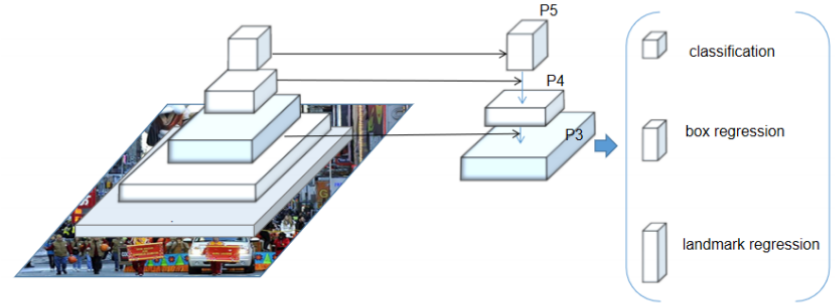 P5
P4
P3
classification
box regression
landmark regression